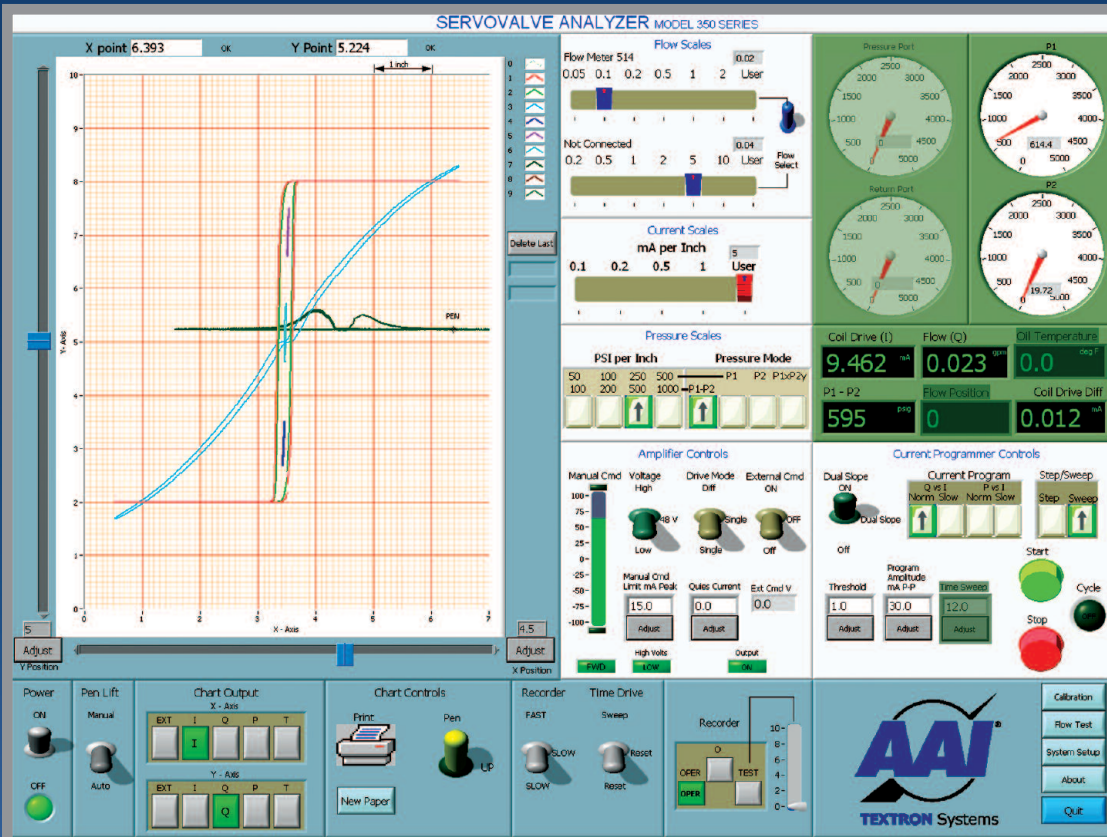 SERVOVALVE ANALYZER MODEL 350 SERIES
X point 6.393 OK Y Point 5.224 OK
1 inch
10-
9-
8-
7-
6-
5-
4-
3-
2-
1-
0-
Y-Axis
0 1 2 3 4 5 6 7
X - Axis
PEN
0
1
2
3
4
5
6
7
8
9
Delete Last
5
Adjust
Y Position
4.5
Adjust
X Position
Flow Scales
Flow Meter 514 0.02
0.05 0.1 0.2 0.5 1 2 User
Not Connected 0.04
0.2 0.5 1 2 5 10 User
Flow
Select
Current Scales
mA per Inch 5
0.1 0.2 0.5 1 User
Pressure Scales
PSI per Inch Pressure Mode
50 100 250 500 P1 P2 P1xP2y
100 200 500 1000 P1-P2
Pressure Port
0 500 1000 1500 2000 2500 3000 3500 4000 4500 5000
0
P1
0 500 1000 1500 2000 2500 3000 3500 4000 4500 5000
614.4
Return Port
0 500 1000 1500 2000 2500 3000 3500 4000 4500 5000
0
P2
0 500 1000 1500 2000 2500 3000 3500 4000 4500 5000
19.72
Coil Drive (I) Flow (Q) Oil Temperature
9.462 mA 0.023 gpm 0.0 deg F
P1 - P2 Flow Position Coil Drive Diff
595 psig 0 0.012 mA
Amplifier Controls
Manual Cmd Voltage Drive Mode External Cmd
High Diff ON
48 V Single OFF
Low Single Off
100-
75-
50-
25-
0-
-25-
-50-
-75-
-100-
Manual Cmd
Limit mA Peak Quies Current Ext Cmd V
15.0 0.0 0.0
Adjust Adjust
High Volts Output
FWD LOW ON
Current Programmer Controls
Dual Slope Current Program Step/Sweep
ON Q vs I P vs I
Norm Slow Norm Slow Step Sweep
Dual Slope
Off
Start
Program
Amplitude
Threshold mA P-P Time Sweep
1.0 30.0 12.0
Adjust Adjust Adjust
Cycle
Stop
Power Pen Lift Chart Output Chart Controls Recorder Time Drive
ON Manual X - Axis Print Pen FAST Sweep
EXT I Q P T
I
UP SLOW Reset
OFF Auto SLOW Reset
Y - Axis
EXT I Q P T
Q
New Paper
Recorder
O
OPER TEST
OPER
10-
8-
6-
4-
2-
0-
AAI®
TEXTRON Systems
Calibration
Flow Test
System Setup
About
Quit